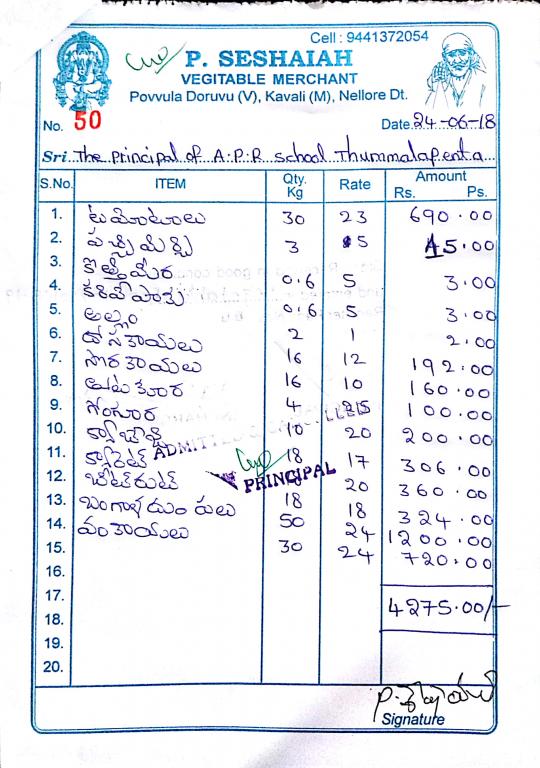 Cell : 9441372054
P. SESHAIAH
VEGITABLE MERCHANT
Povvula Doruvu (V), Kavali (M), Nellore Dt.
No. 50 Date. 24-06-18
Sri. The Principal of A.P.R school Thummalapenta
S.No. ITEM Qty. Kg Rate Amount Rs. Ps.
1. టమోటాలు 30 23 690.00
2. పచ్చిమిర్చి 3 5 15.00
3. కొత్తిమీర 0.6 5 3.00
4. కరివేపాకు 0.6 5 3.00
5. అల్లం 2 1 2.00
6. దోసకాయలు 16 12 192.00
7. సొరకాయలు 16 10 160.00
8. 4 25 100.00
9. గోంగూర 10 20 200.00
10. క్యాబేజి 18 17 306.00
11. క్యారెట్ 20 360.00
12. బీట్రూట్ 18 18 324.00
13. బంగాళదుంపలు 50 24 1200.00
14. వంకాయలు 30 24 720.00
15.
16.
17. 4275.00/-
18.
19.
20.
ADMITTED & CANCELLED
PRINCIPAL
Signature